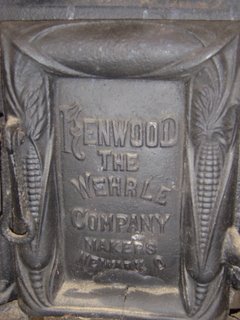 KENWOOD
THE
WEHRLE
COMPANY
MAKERS
NEWARK, O